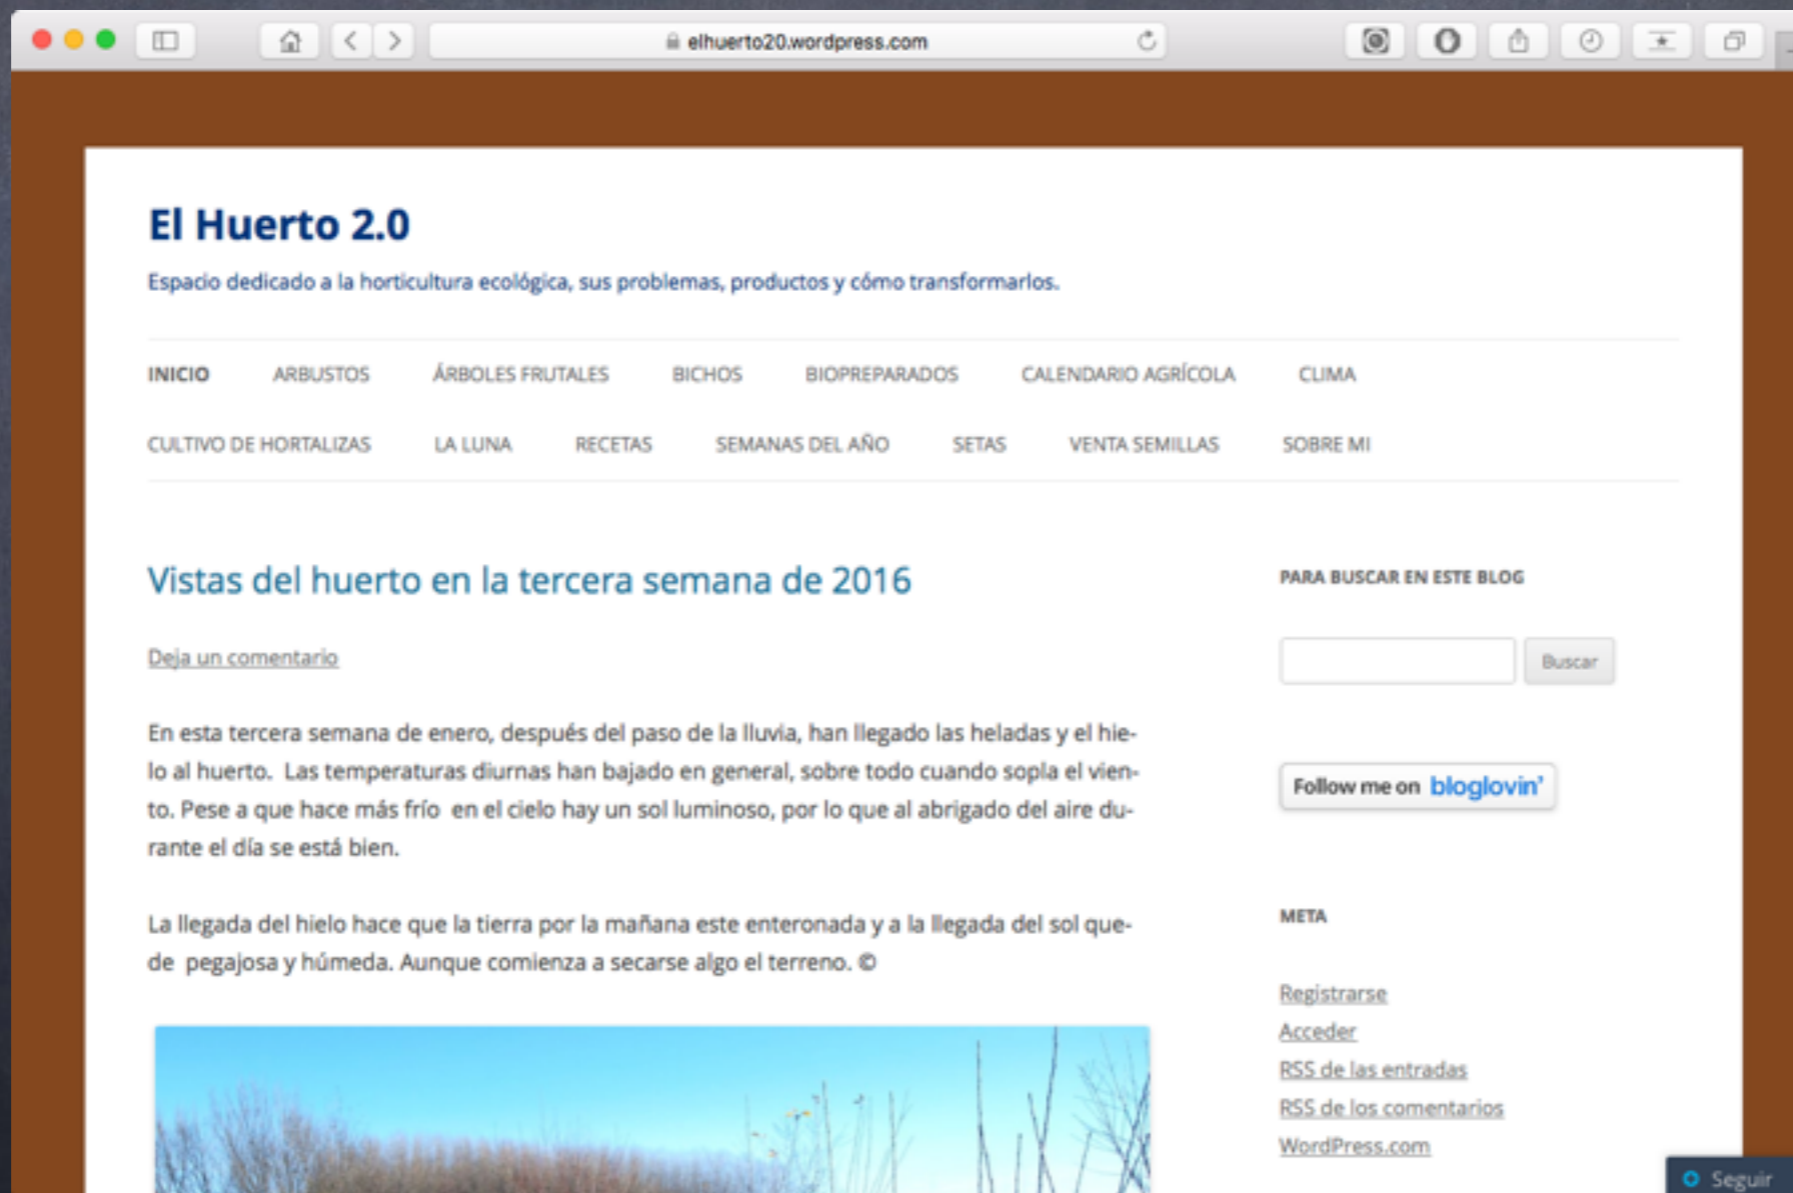 elhuerto20.wordpress.com
El Huerto 2.0
Espacio dedicado a la horticultura ecológica, sus problemas, productos y cómo transformarlos.
INICIO ARBUSTOS ÁRBOLES FRUTALES BICHOS BIOPREPARADOS CALENDARIO AGRÍCOLA CLIMA
CULTIVO DE HORTALIZAS LA LUNA RECETAS SEMANAS DEL AÑO SETAS VENTA SEMILLAS SOBRE MI
Vistas del huerto en la tercera semana de 2016
Deja un comentario
En esta tercera semana de enero, después del paso de la lluvia, han llegado las heladas y el hie-
lo al huerto. Las temperaturas diurnas han bajado en general, sobre todo cuando sopla el vien-
to. Pese a que hace más frío en el cielo hay un sol luminoso, por lo que al abrigado del aire du-
rante el día se está bien.
La llegada del hielo hace que la tierra por la mañana este enteronada y a la llegada del sol que-
de pegajosa y húmeda. Aunque comienza a secarse algo el terreno. ©
PARA BUSCAR EN ESTE BLOG
Buscar
Follow me on bloglovin'
META
Registrarse
Acceder
RSS de las entradas
RSS de los comentarios
WordPress.com
Seguir